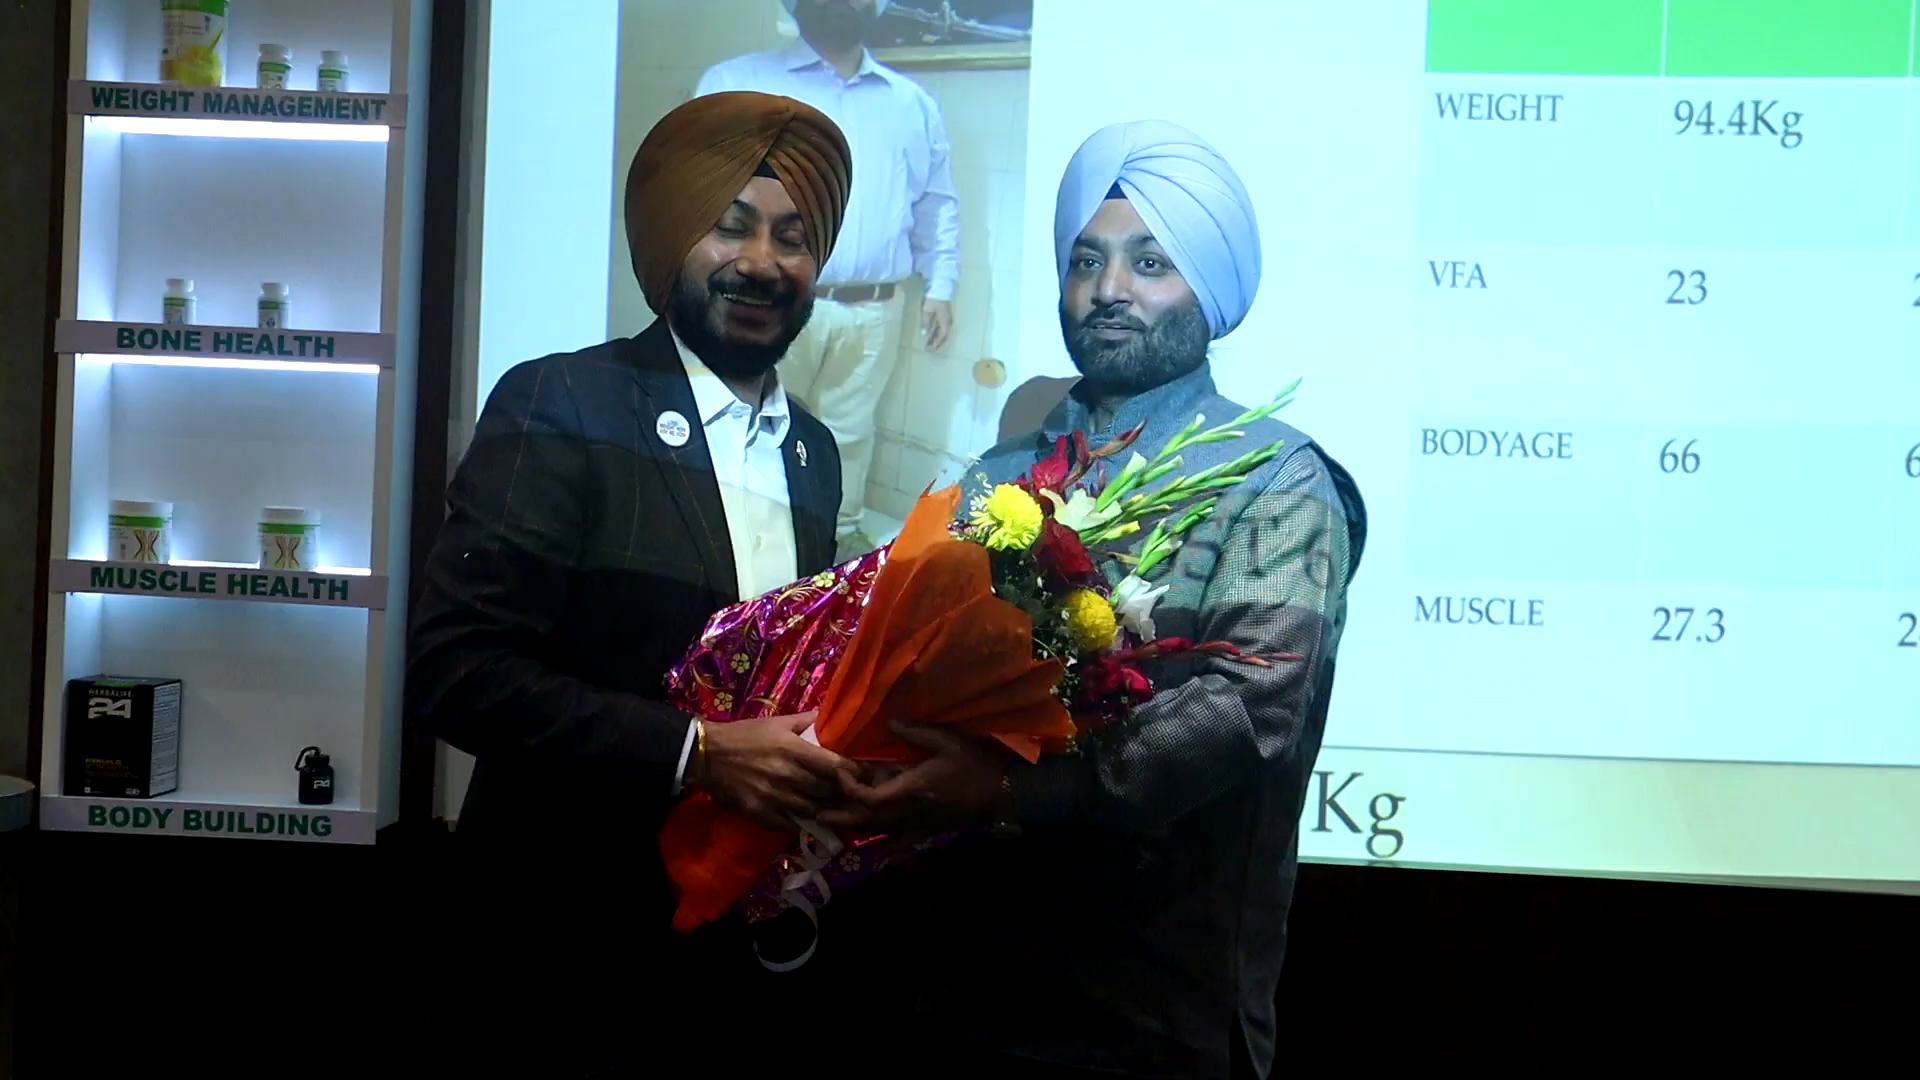 WEIGHT MANAGEMENT
BONE HEALTH
MUSCLE HEALTH
HERBALIFE
24
BODY BUILDING
24
WEIGHT 94.4Kg
VFA 23
BODYAGE 66
MUSCLE 27.3
Kg